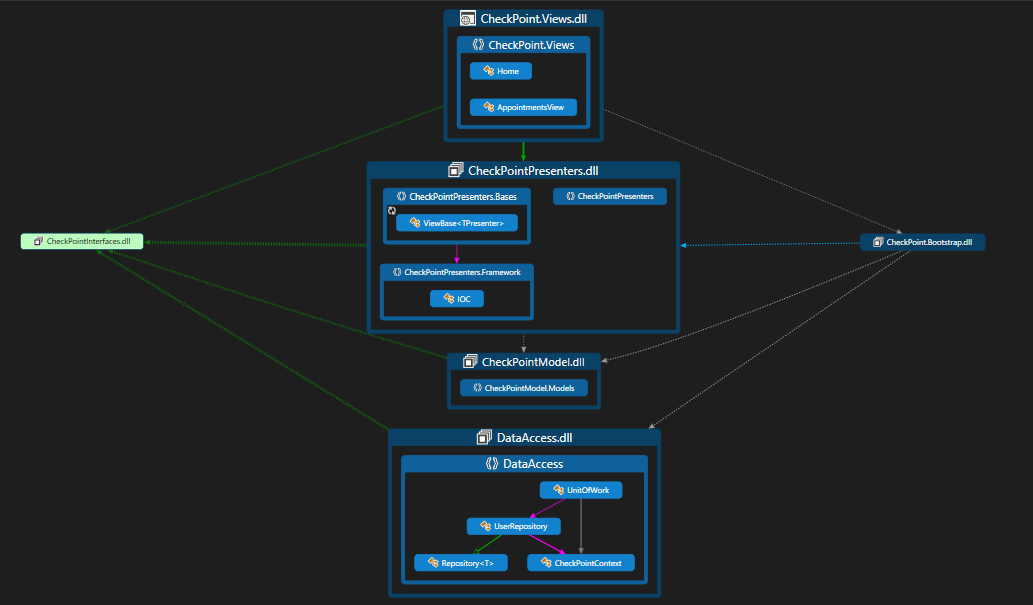 CheckPoint.Views.dll
CheckPoint.Views
Home
AppointmentsView
CheckPointPresenters.dll
CheckPointPresenters.Bases
CheckPointPresenters
ViewBase<TPresenter>
CheckPointInterfaces.dll
CheckPoint.Bootstrap.dll
CheckPointPresenters.Framework
IOC
CheckPointModel.dll
CheckPointModel.Models
DataAccess.dll
DataAccess
UnitOfWork
UserRepository
Repository<T>
CheckPointContext